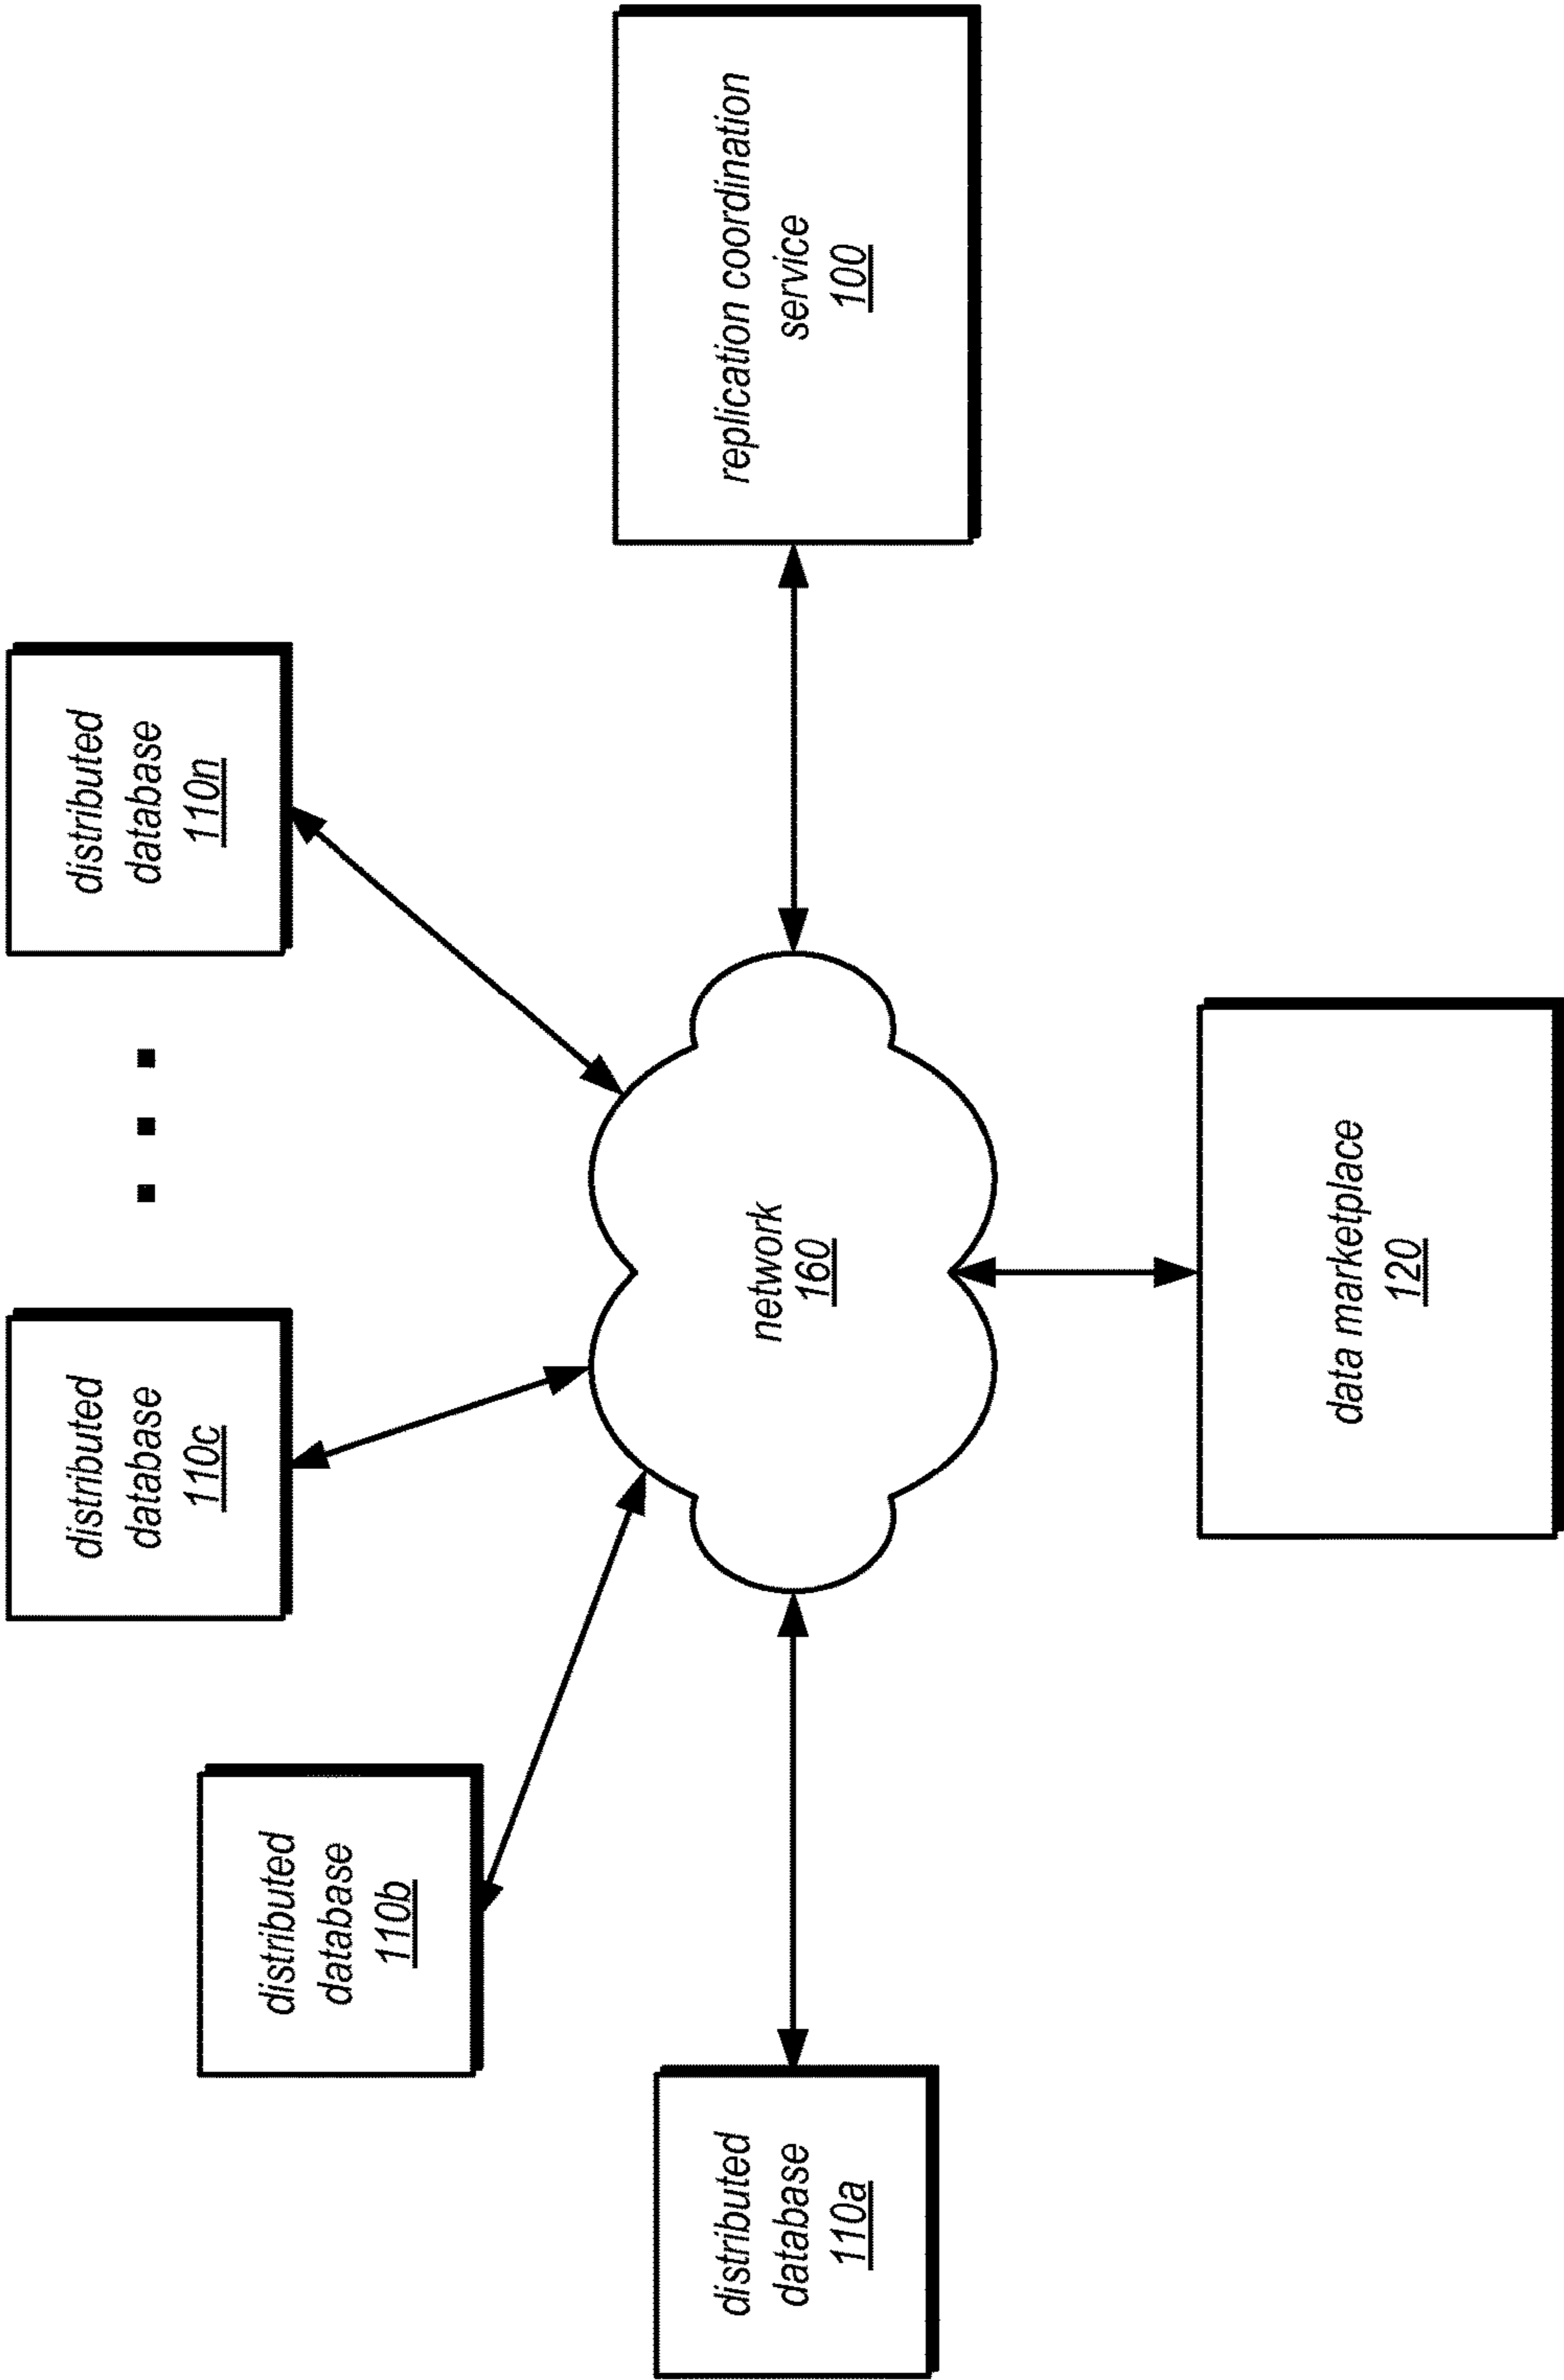 distributed
database
110a
distributed
database
110b
distributed
database
110c
distributed
database
110n
network
160
replication coordination
service
100
data marketplace
120